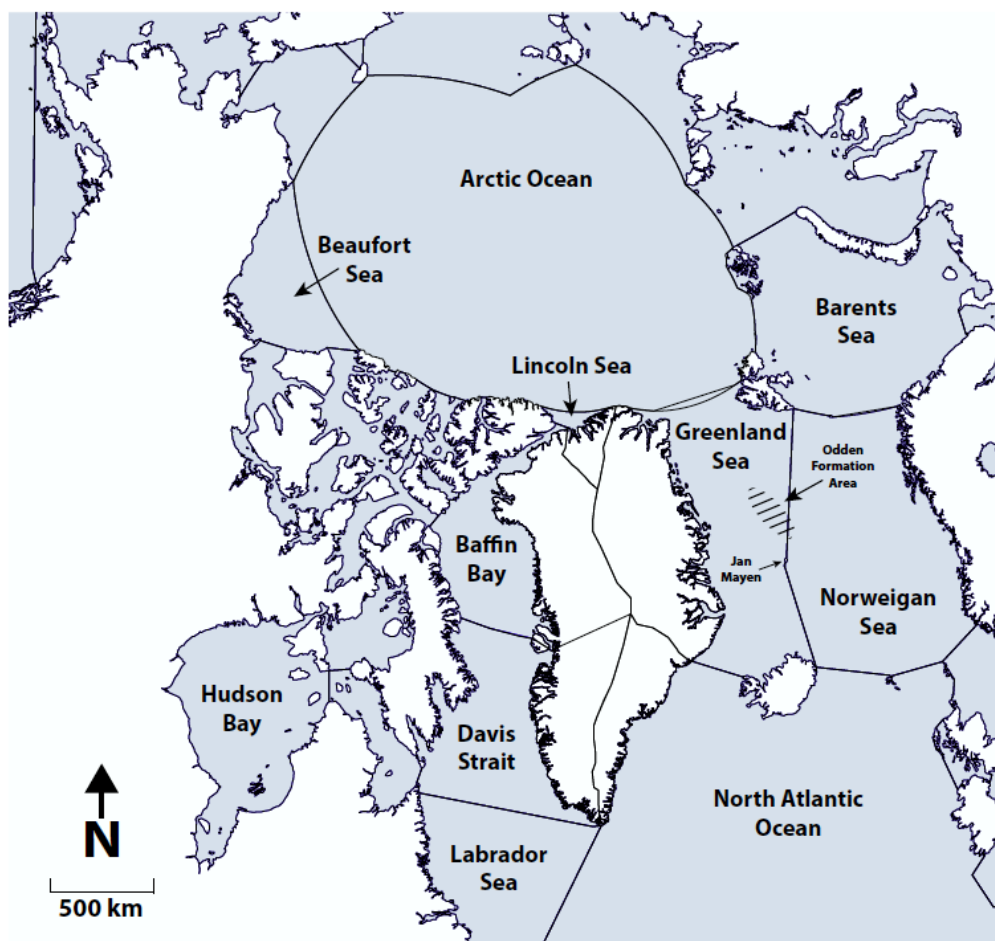 Arctic Ocean
Beaufort
Sea
Barents
Sea
Lincoln Sea
Greenland
Sea
Odden
Formation
Area
Baffin
Bay
Jan
Mayen
Norweigan
Sea
Hudson
Bay
Davis
Strait
North Atlantic
Ocean
N
Labrador
Sea
500 km